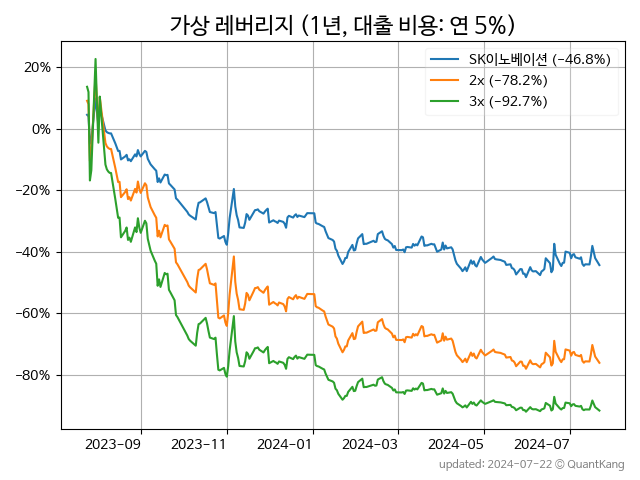 가상 레버리지 (1년, 대출 비용: 연 5%)
SK이노베이션 (−46.8%)
2x (−78.2%)
3x (−92.7%)
20%
0%
−20%
−40%
−60%
−80%
2023-09
2023-11
2024-01
2024-03
2024-05
2024-07
updated: 2024-07-22 © QuantKang